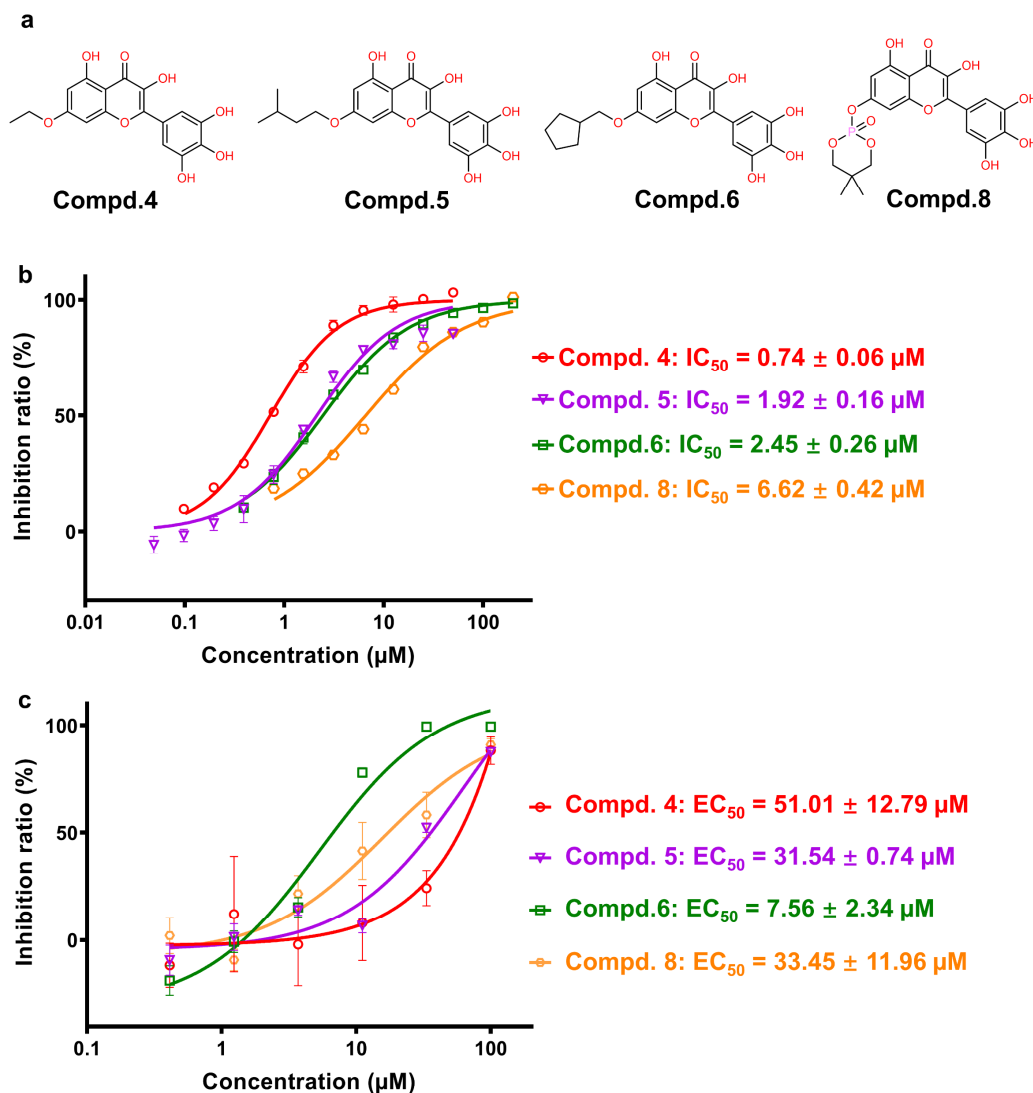 a
OH O OH O O OH OH OH
Compd.4
OH O OH O O OH OH OH
Compd.5
OH O OH O O OH OH OH
Compd.6
OH O OH O O P O O O OH OH OH
Compd.8
b
Inhibition ratio (%)
100
50
0
0.01 0.1 1 10 100
Concentration (µM)
Compd. 4: IC50 = 0.74 ± 0.06 µM
Compd. 5: IC50 = 1.92 ± 0.16 µM
Compd.6: IC50 = 2.45 ± 0.26 µM
Compd. 8: IC50 = 6.62 ± 0.42 µM
c
Inhibition ratio (%)
100
50
0
0.1 1 10 100
Concentration (µM)
Compd. 4: EC50 = 51.01 ± 12.79 µM
Compd. 5: EC50 = 31.54 ± 0.74 µM
Compd.6: EC50 = 7.56 ± 2.34 µM
Compd. 8: EC50 = 33.45 ± 11.96 µM